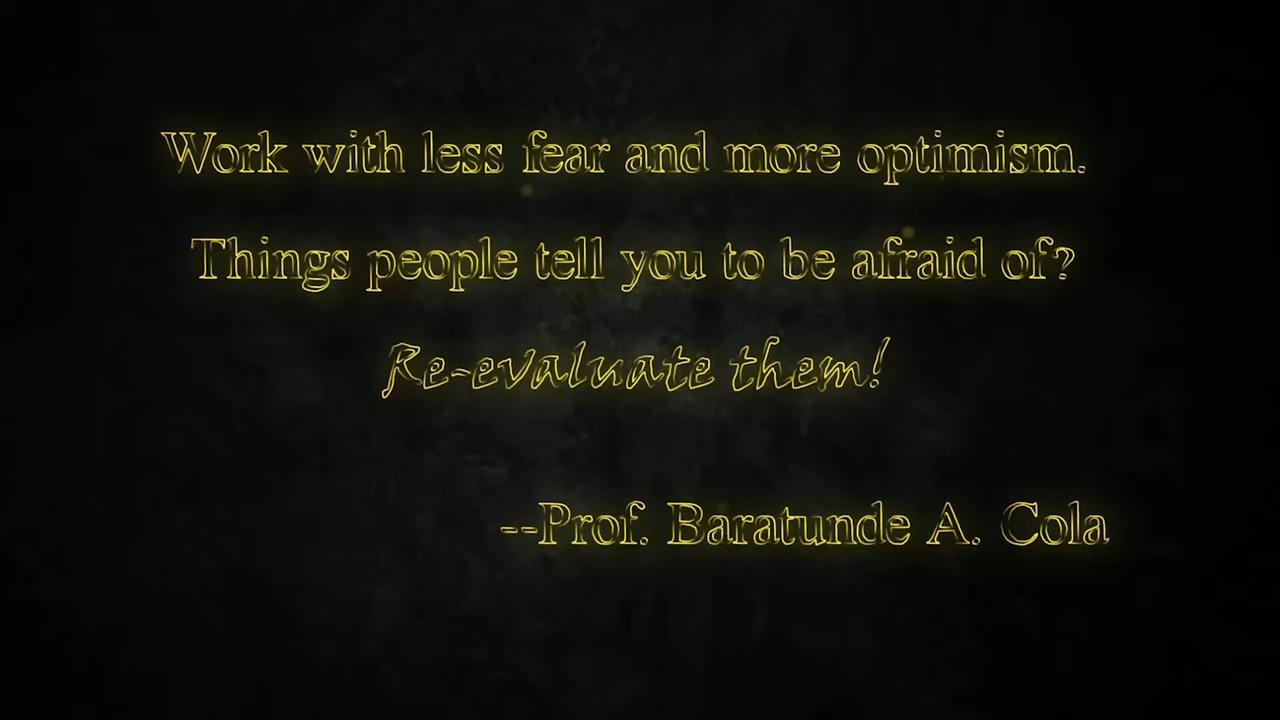 Work with less fear and more optimism.
Things people tell you to be afraid of?
Re-evaluate them!
--Prof. Baratunde A. Cola